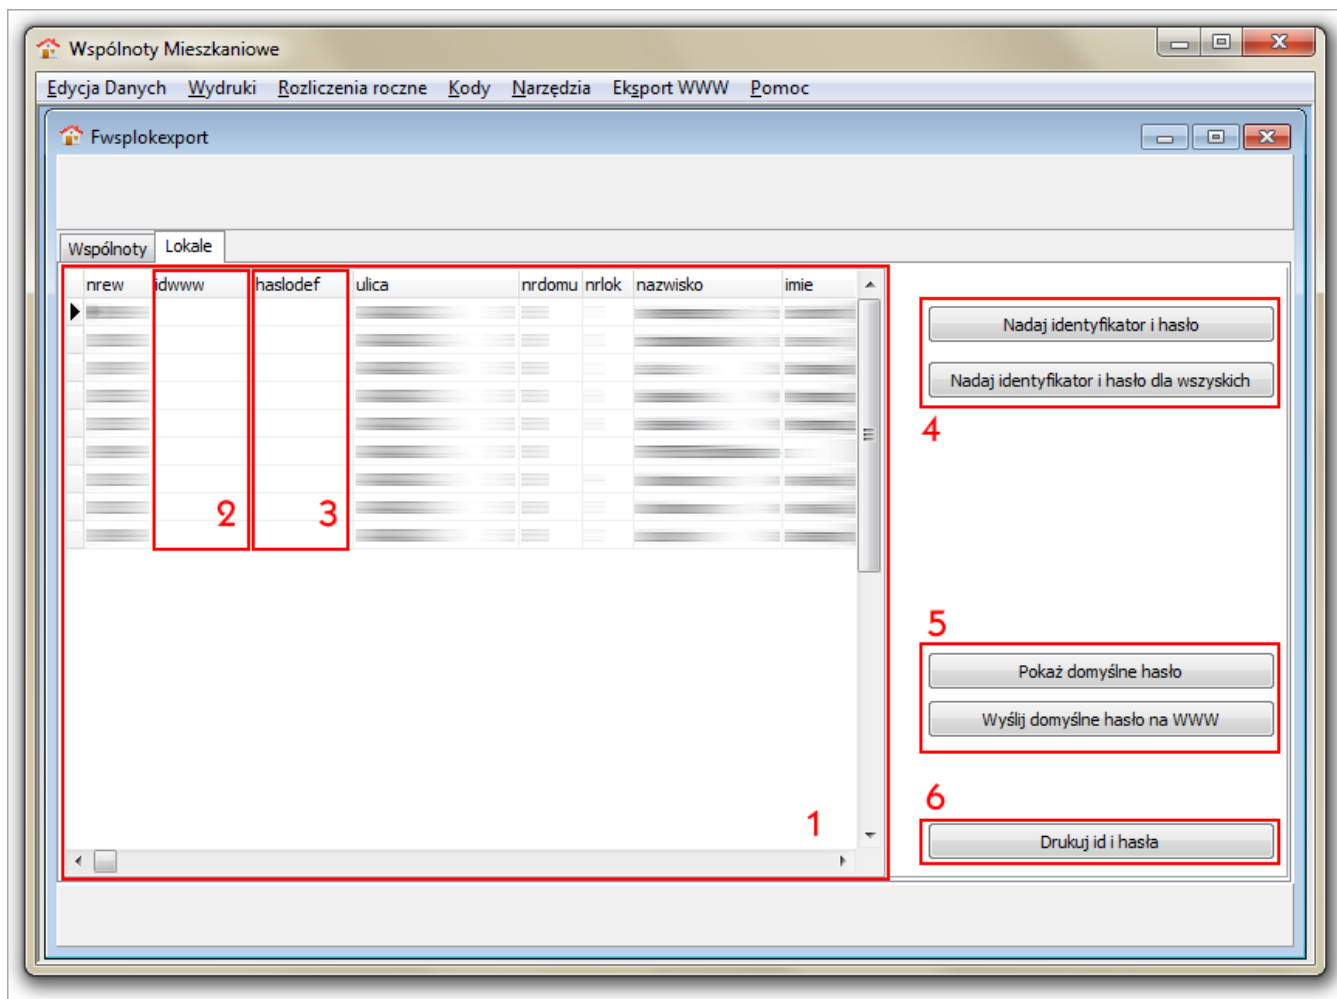 Wspólnoty Mieszkaniowe
Edycja Danych Wydruki Rozliczenia roczne Kody Narzędzia Eksport WWW Pomoc
Fwsplokexport
Wspólnoty Lokale
nrew idwww haslodef ulica nrdomu nrlok nazwisko imie
Nadaj identyfikator i hasło
Nadaj identyfikator i hasło dla wszyskich
4
2 3
5
Pokaż domyślne hasło
Wyślij domyślne hasło na WWW
6
1
Drukuj id i hasła